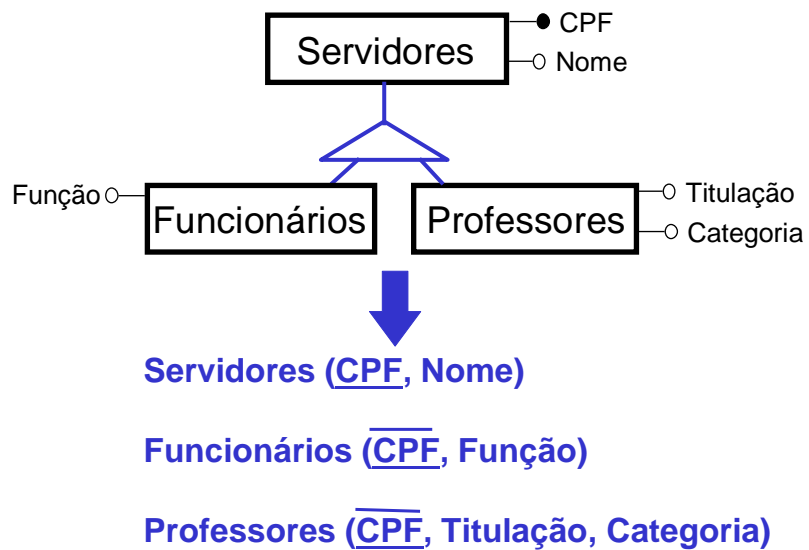 CPF
Servidores
Nome
Função
Funcionários
Professores
Titulação
Categoria
Servidores (CPF, Nome)
Funcionários (CPF, Função)
Professores (CPF, Titulação, Categoria)